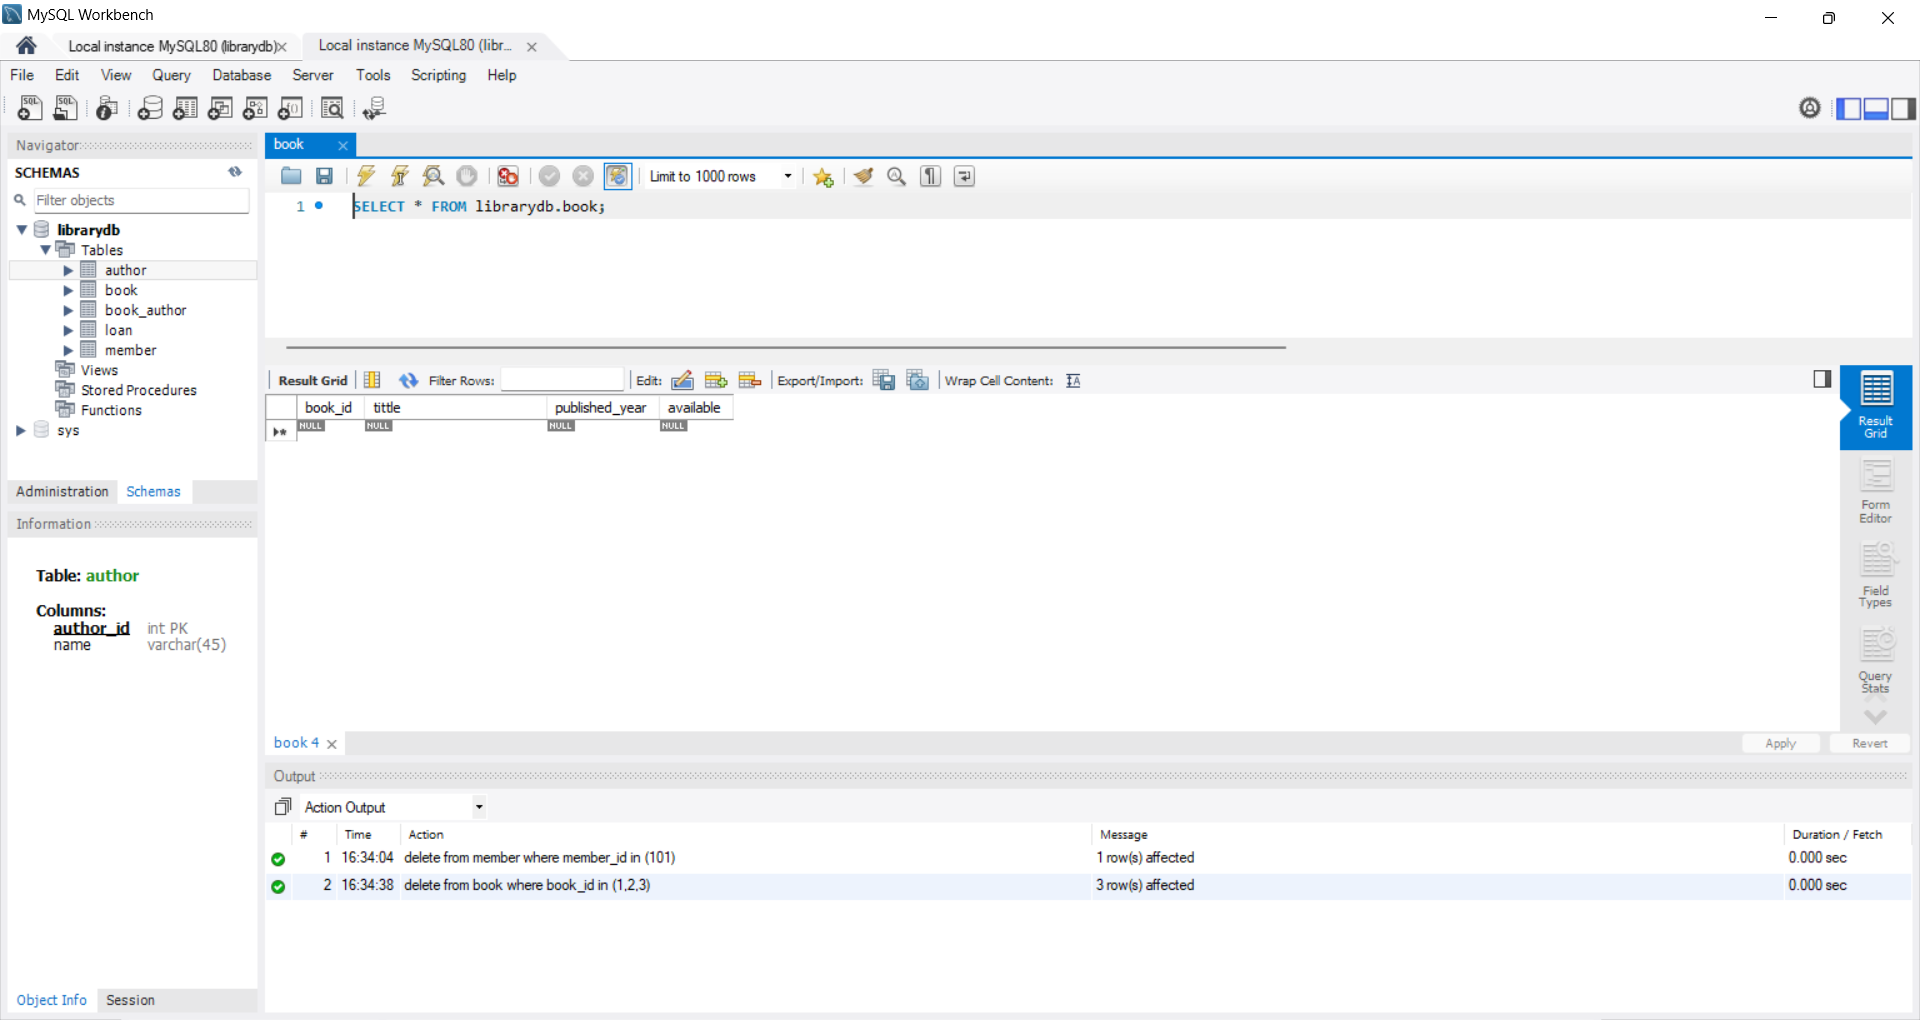 MySQL Workbench
Local instance MySQL80 (librarydb)
Local instance MySQL80 (libr...
File Edit View Query Database Server Tools Scripting Help
Navigator
SCHEMAS
Filter objects
librarydb
Tables
author
book
book_author
loan
member
Views
Stored Procedures
Functions
sys
Administration Schemas
Information
Table: author
Columns:
author_id int PK
name varchar(45)
Object Info Session
book
Limit to 1000 rows
1 SELECT * FROM librarydb.book;
Result Grid Filter Rows: Edit: Export/Import: Wrap Cell Content:
book_id tittle published_year available
NULL NULL NULL NULL
Result
Grid
Form
Editor
Field
Types
Query
Stats
book 4
Apply Revert
Output
Action Output
# Time Action Message Duration / Fetch
1 16:34:04 delete from member where member_id in (101) 1 row(s) affected 0.000 sec
2 16:34:38 delete from book where book_id in (1,2,3) 3 row(s) affected 0.000 sec